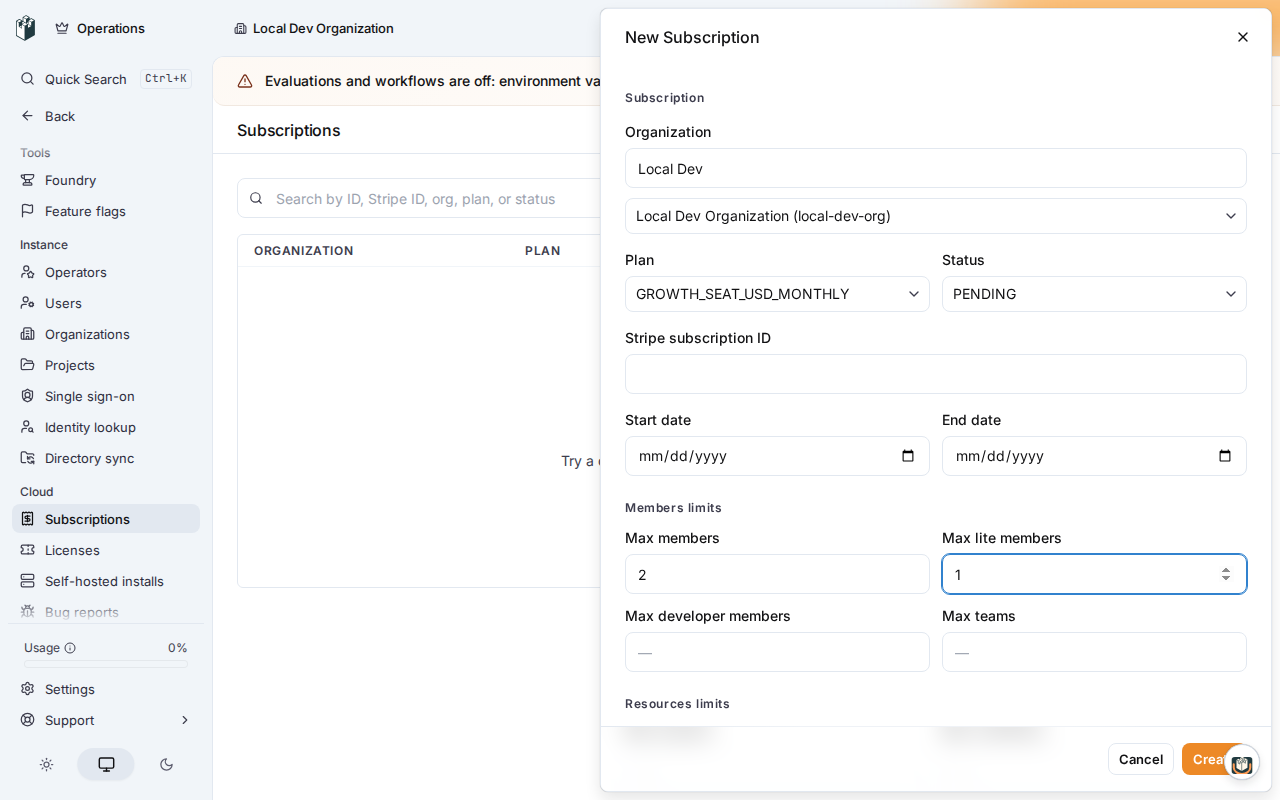 Operations
Local Dev Organization
Quick Search
Ctrl+K
Back
Tools
Foundry
Feature flags
Instance
Operators
Users
Organizations
Projects
Single sign-on
Identity lookup
Directory sync
Cloud
Subscriptions
Licenses
Self-hosted installs
Bug reports
Usage
0%
Settings
Support
Evaluations and workflows are off: environment va
Subscriptions
Search by ID, Stripe ID, org, plan, or status
ORGANIZATION
PLAN
Try a
New Subscription
Subscription
Organization
Local Dev
Local Dev Organization (local-dev-org)
Plan
Status
GROWTH_SEAT_USD_MONTHLY
PENDING
Stripe subscription ID
Start date
End date
mm/dd/yyyy
mm/dd/yyyy
Members limits
Max members
Max lite members
2
1
Max developer members
Max teams
—
—
Resources limits
Cancel
Crea